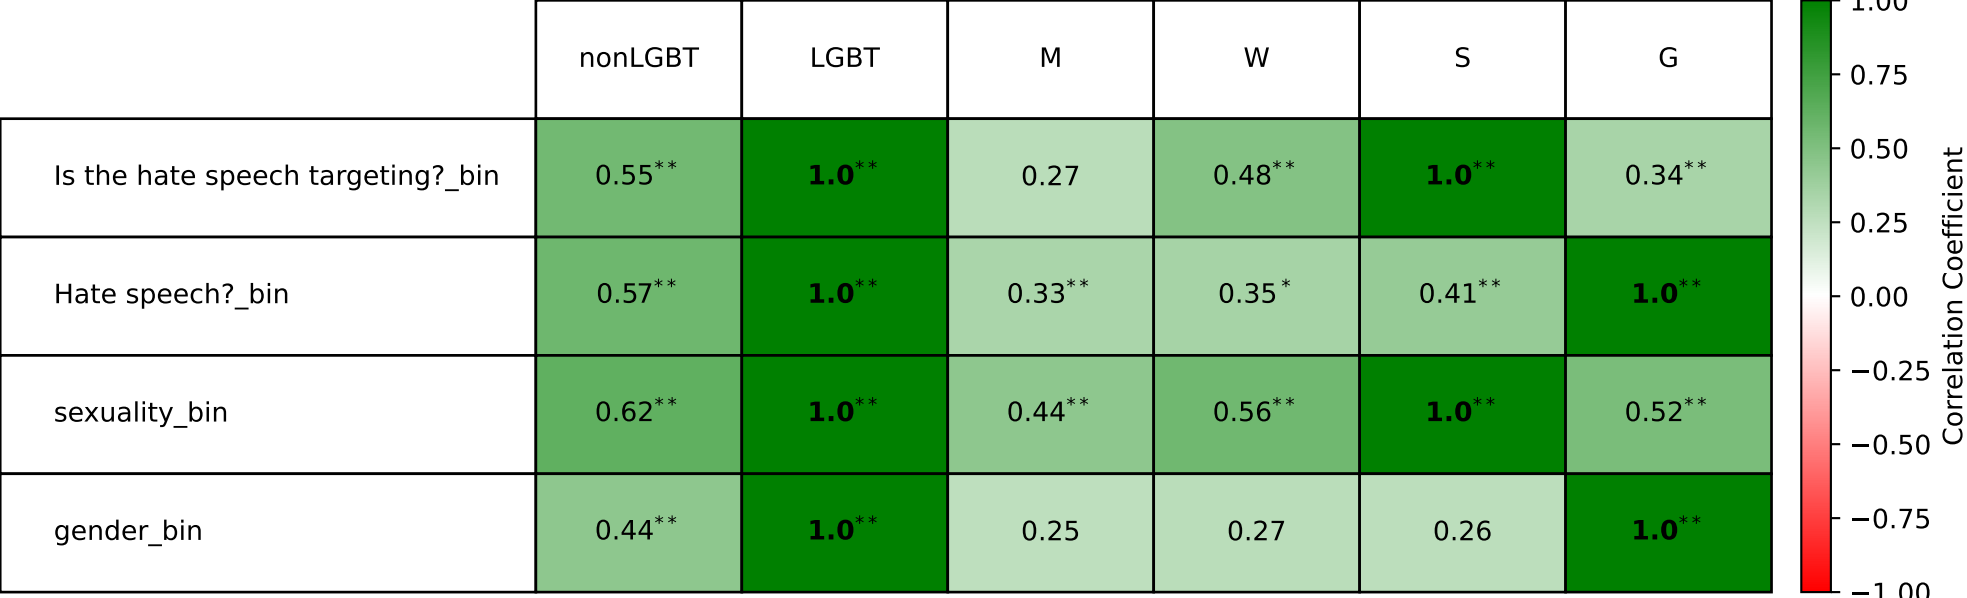 nonLGBT LGBT M W S G
Is the hate speech targeting?_bin 0.55** 1.0** 0.27 0.48** 1.0** 0.34**
Hate speech?_bin 0.57** 1.0** 0.33** 0.35* 0.41** 1.0**
sexuality_bin 0.62** 1.0** 0.44** 0.56** 1.0** 0.52**
gender_bin 0.44** 1.0** 0.25 0.27 0.26 1.0**
1.00
0.75
0.50
0.25
0.00
−0.25
−0.50
−0.75
−1.00
Correlation Coefficient